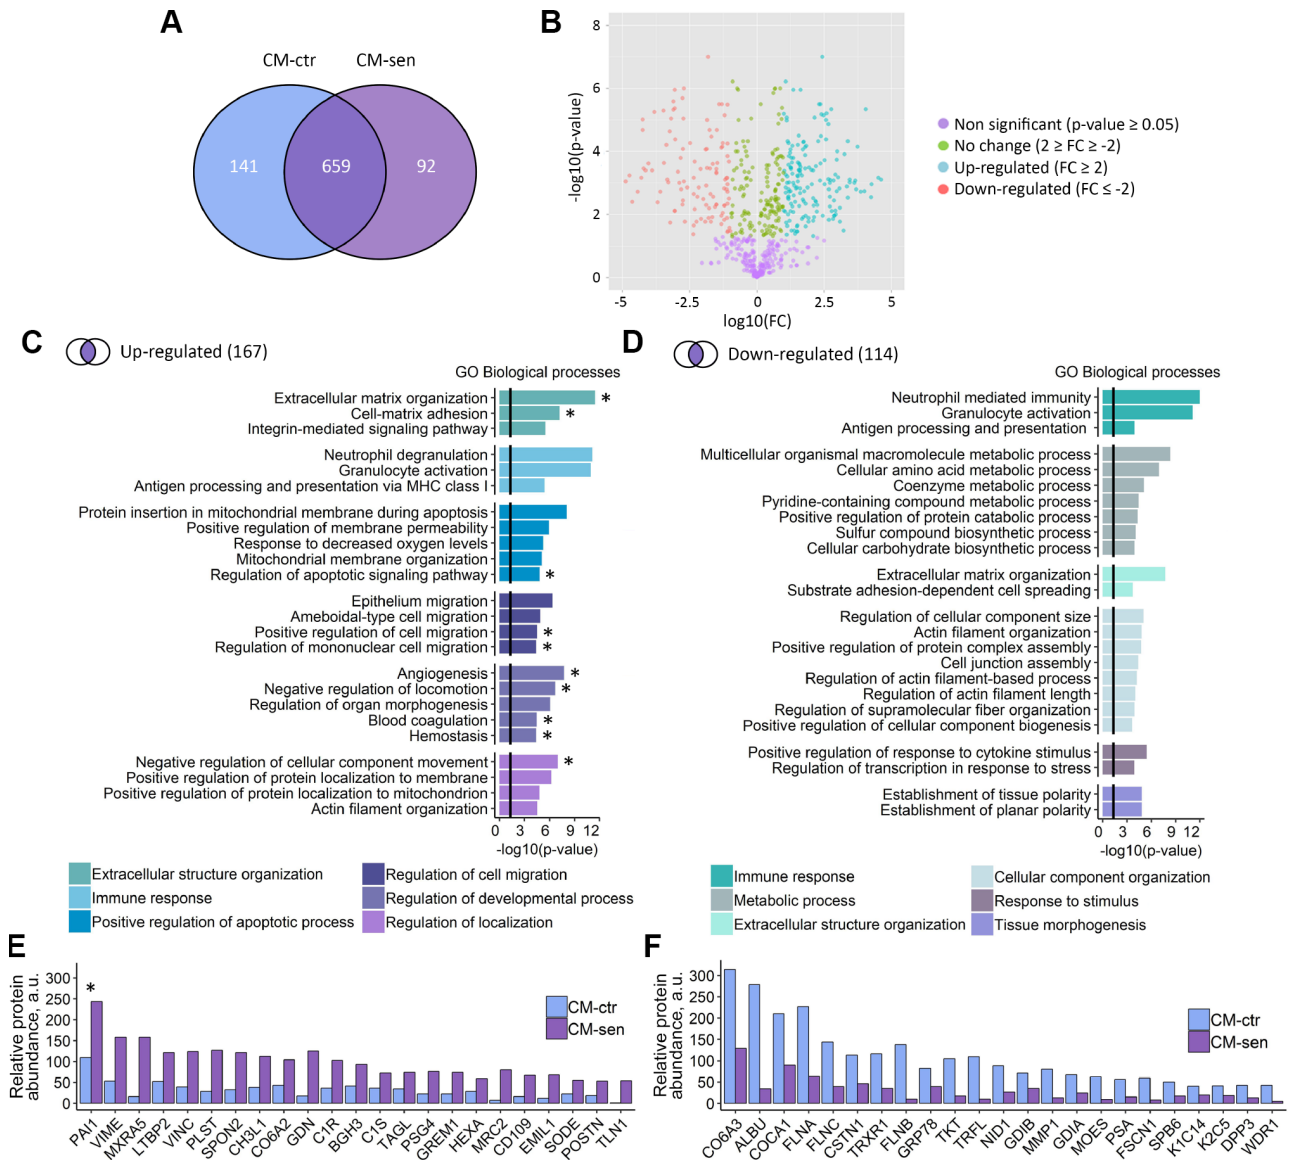 A
CM-ctr
CM-sen
141
659
92
B
8
6
4
2
0
-log10(p-value)
-5
-2.5
0
2.5
5
log10(FC)
Non significant (p-value ≥ 0.05)
No change (2 ≥ FC ≥ -2)
Up-regulated (FC ≥ 2)
Down-regulated (FC ≤ -2)
C
Up-regulated (167)
GO Biological processes
Extracellular matrix organization *
Cell-matrix adhesion *
Integrin-mediated signaling pathway
Neutrophil degranulation
Granulocyte activation
Antigen processing and presentation via MHC class I
Protein insertion in mitochondrial membrane during apoptosis
Positive regulation of membrane permeability
Response to decreased oxygen levels
Mitochondrial membrane organization
Regulation of apoptotic signaling pathway *
Epithelium migration
Ameboidal-type cell migration
Positive regulation of cell migration *
Regulation of mononuclear cell migration *
Angiogenesis *
Negative regulation of locomotion *
Regulation of organ morphogenesis
Blood coagulation *
Hemostasis *
Negative regulation of cellular component movement *
Positive regulation of protein localization to membrane
Positive regulation of protein localization to mitochondrion
Actin filament organization
0 3 6 9 12
-log10(p-value)
Extracellular structure organization
Immune response
Positive regulation of apoptotic process
Regulation of cell migration
Regulation of developmental process
Regulation of localization
D
Down-regulated (114)
GO Biological processes
Neutrophil mediated immunity
Granulocyte activation
Antigen processing and presentation
Multicellular organismal macromolecule metabolic process
Cellular amino acid metabolic process
Coenzyme metabolic process
Pyridine-containing compound metabolic process
Positive regulation of protein catabolic process
Sulfur compound biosynthetic process
Cellular carbohydrate biosynthetic process
Extracellular matrix organization
Substrate adhesion-dependent cell spreading
Regulation of cellular component size
Actin filament organization
Positive regulation of protein complex assembly
Cell junction assembly
Regulation of actin filament-based process
Regulation of actin filament length
Regulation of supramolecular fiber organization
Positive regulation of cellular component biogenesis
Positive regulation of response to cytokine stimulus
Regulation of transcription in response to stress
Establishment of tissue polarity
Establishment of planar polarity
0 3 6 9 12
-log10(p-value)
Immune response
Metabolic process
Extracellular structure organization
Cellular component organization
Response to stimulus
Tissue morphogenesis
E
Relative protein
abundance, a.u.
300
250
200
150
100
50
0
*
CM-ctr
CM-sen
PAI1 VIME MXRA5 LTBP2 VINC PLST SPON2 CH3L1 CO6A2 GDN C1R BGH3 C1S TAGL PSG4 GREM1 HEXA MRC2 CD109 EMIL1 SODE POSTN TLN1
F
Relative protein
abundance, a.u.
300
250
200
150
100
50
0
CM-ctr
CM-sen
CO6A3 ALBU COCA1 FLNA FLNC CSTN1 TRXR1 FLNB GRP78 TKT TRFL NID1 GDIB MMP1 GDIA MOES PSA FSCN1 SPB6 K1C14 K2C5 DPP3 WDR1